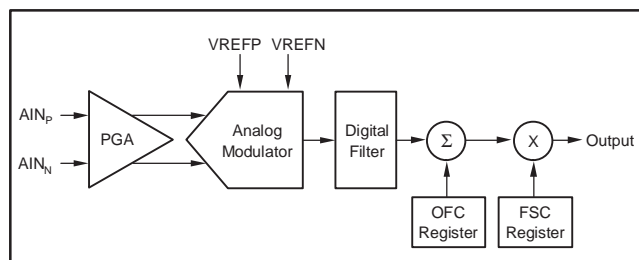 VREFP VREFN
AINP
PGA
AINN
Analog
Modulator
Digital
Filter
Σ
X
Output
OFC
Register
FSC
Register